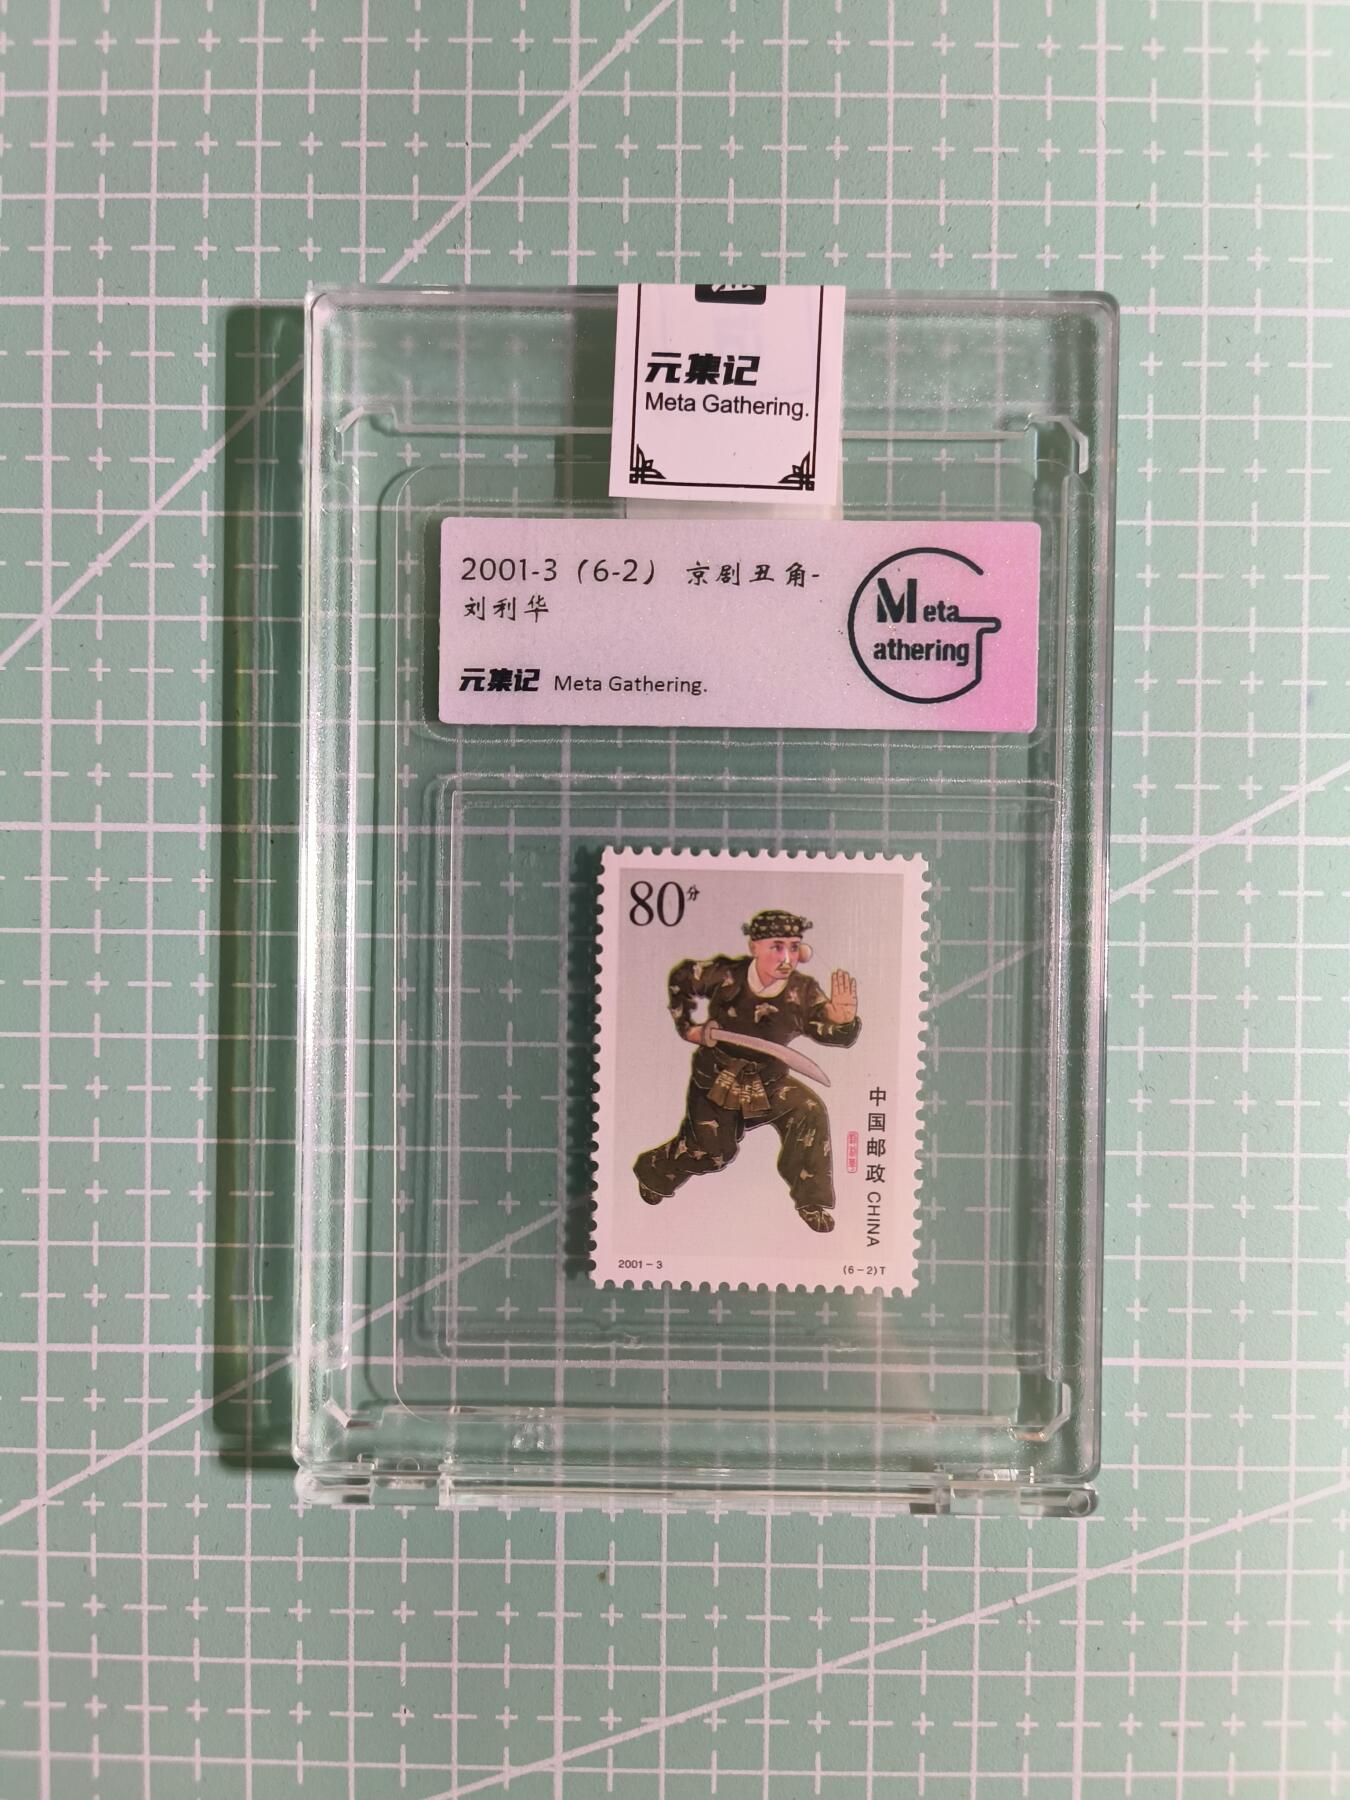 元集记
Meta Gathering.
2001-3（6-2） 京剧丑角-
刘利华
元集记 Meta Gathering.
Meta
Gathering
80分
中国邮政 CHINA
2001-3
(6-2)T